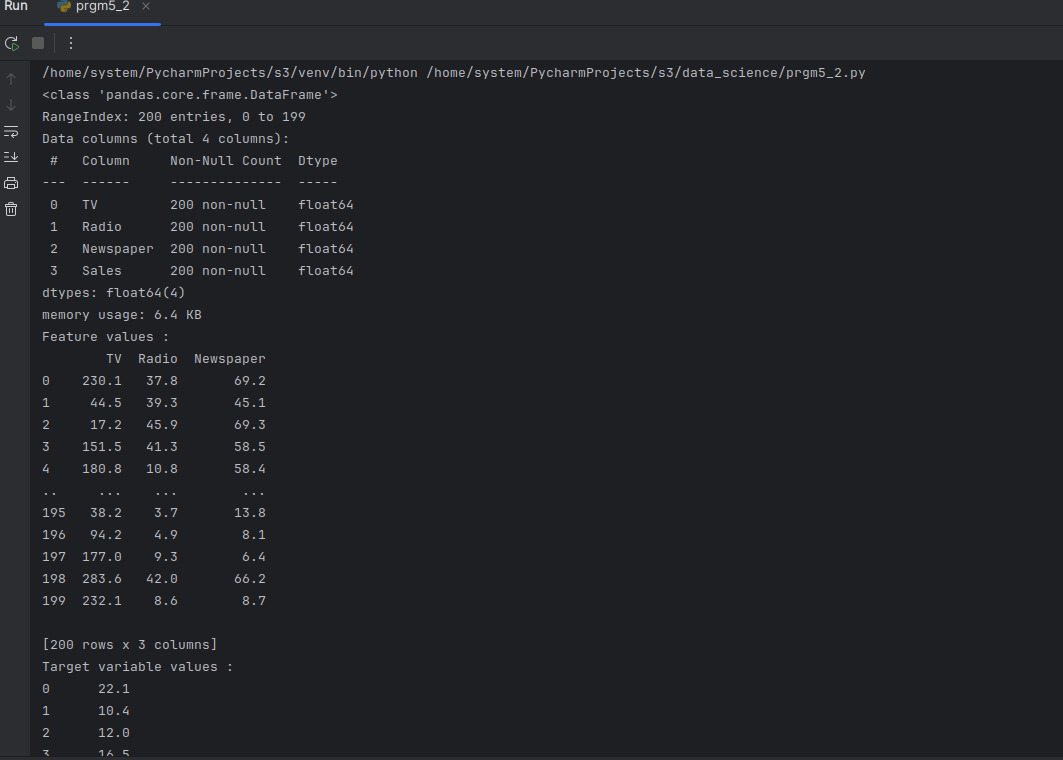 Run prgm5_2
/home/system/PycharmProjects/s3/venv/bin/python /home/system/PycharmProjects/s3/data_science/prgm5_2.py
<class 'pandas.core.frame.DataFrame'>
RangeIndex: 200 entries, 0 to 199
Data columns (total 4 columns):
 #   Column     Non-Null Count  Dtype
---  ------     --------------  -----
 0   TV         200 non-null    float64
 1   Radio      200 non-null    float64
 2   Newspaper  200 non-null    float64
 3   Sales      200 non-null    float64
dtypes: float64(4)
memory usage: 6.4 KB
Feature values :
        TV  Radio  Newspaper
0    230.1   37.8       69.2
1     44.5   39.3       45.1
2     17.2   45.9       69.3
3    151.5   41.3       58.5
4    180.8   10.8       58.4
..     ...    ...        ...
195   38.2    3.7       13.8
196   94.2    4.9        8.1
197  177.0    9.3        6.4
198  283.6   42.0       66.2
199  232.1    8.6        8.7
[200 rows x 3 columns]
Target variable values :
0      22.1
1      10.4
2      12.0
3      16.5